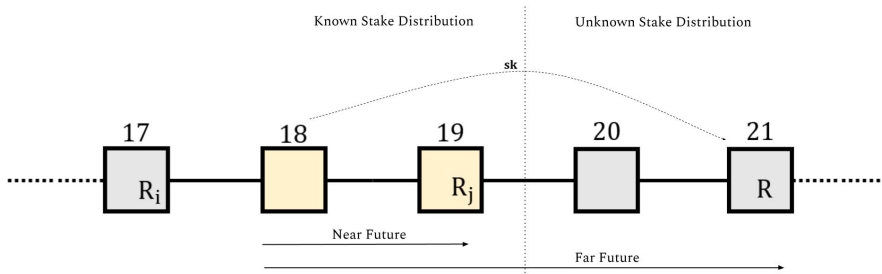 Known Stake Distribution
Unknown Stake Distribution
sk
17
18
19
20
21
Ri
Rj
R
Near Future
Far Future